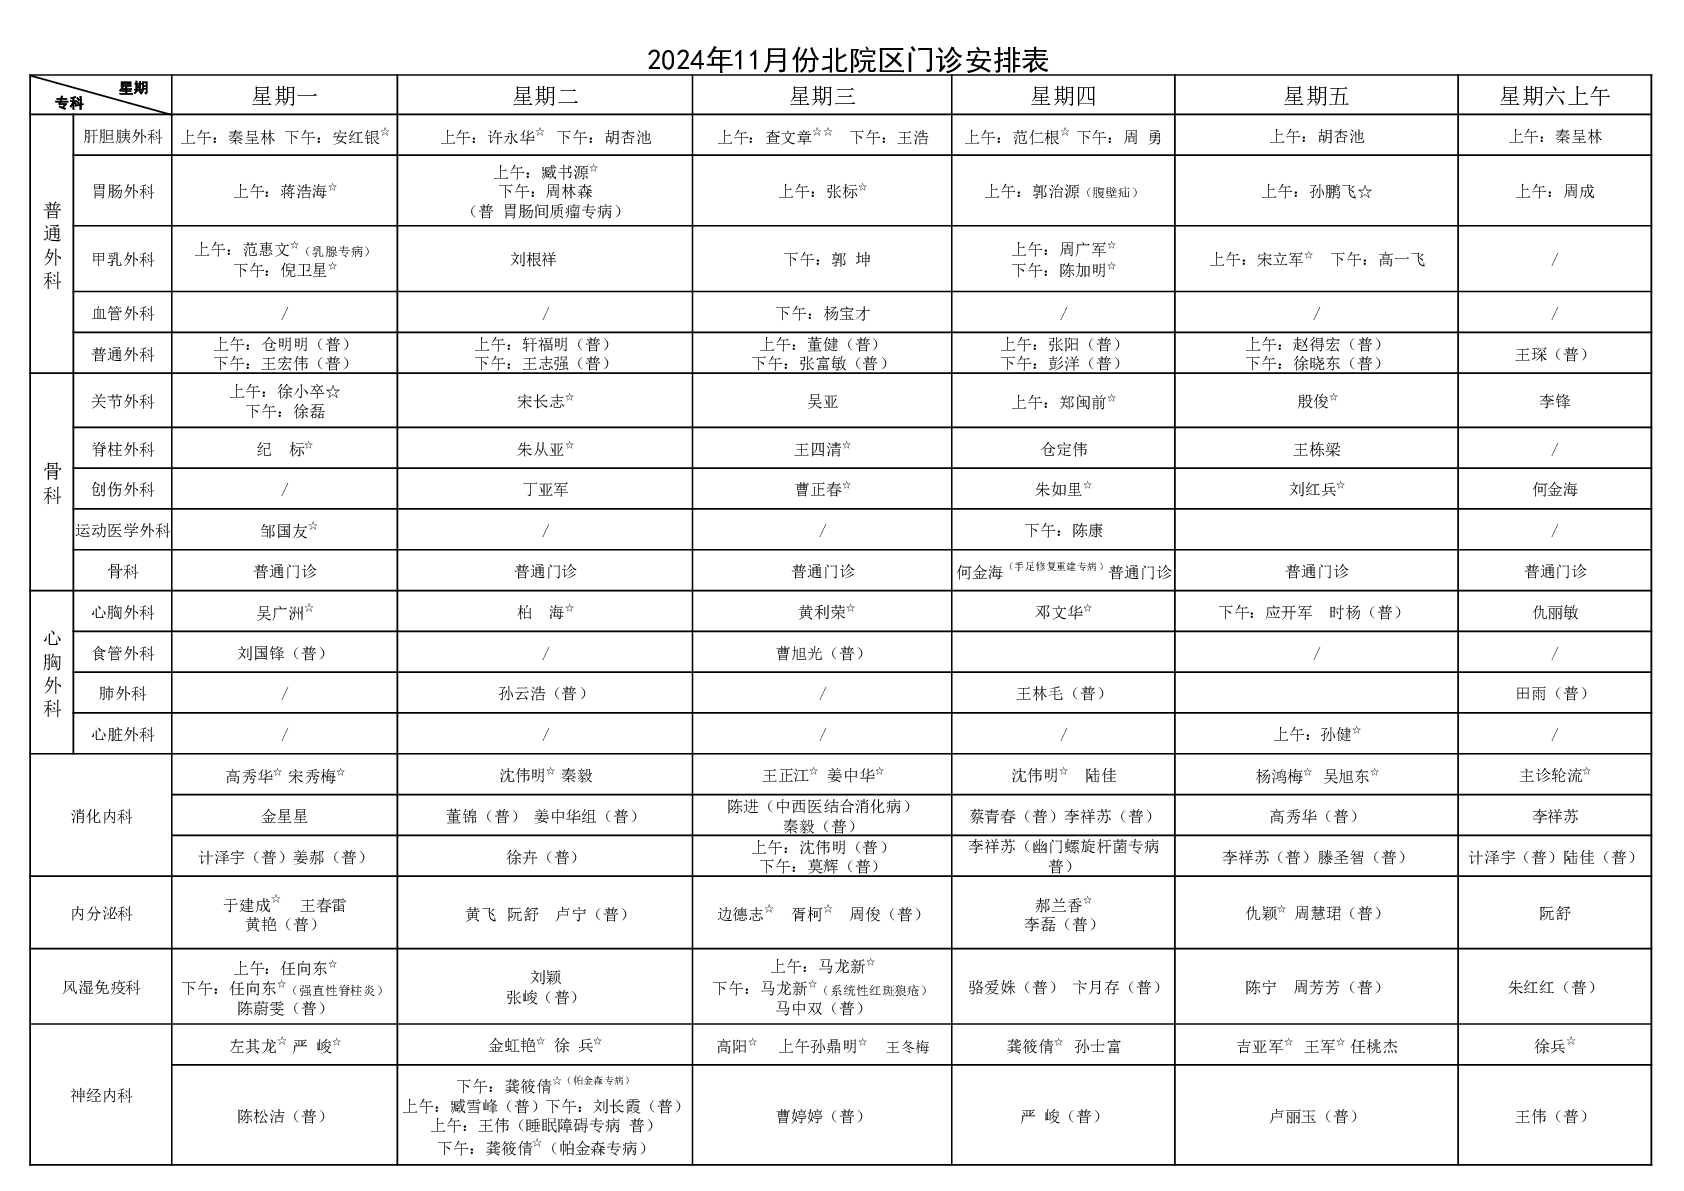 2024年11月份北院区门诊安排表
星期
专科
星期一 星期二 星期三 星期四 星期五 星期六上午
普通外科
肝胆胰外科 上午：秦呈林 下午：安红银☆ 上午：许永华☆ 下午：胡杏池 上午：查文章☆☆ 下午：王浩 上午：范仁根☆ 下午：周 勇 上午：胡杏池 上午：秦呈林
胃肠外科 上午：蒋浩海☆ 上午：臧书源☆
下午：周林森
（普 胃肠间质瘤专病） 上午：张标☆ 上午：郭治源（腹壁疝） 上午：孙鹏飞☆ 上午：周成
甲乳外科 上午：范惠文☆（乳腺专病）
下午：倪卫星☆ 刘根祥 下午：郭 坤 上午：周广军☆
下午：陈加明☆ 上午：宋立军☆ 下午：高一飞 /
血管外科 / / 下午：杨宝才 / / /
普通外科 上午：仓明明（普）
下午：王宏伟（普） 上午：轩福明（普）
下午：王志强（普） 上午：董健（普）
下午：张富敏（普） 上午：张阳（普）
下午：彭洋（普） 上午：赵得宏（普）
下午：徐晓东（普） 王琛（普）
骨科
关节外科 上午：徐小卒☆
下午：徐磊 宋长志☆ 吴亚 上午：郑闽前☆ 殷俊☆ 李锋
脊柱外科 纪 标☆ 朱从亚☆ 王四清☆ 仓定伟 王栋梁 /
创伤外科 / 丁亚军 曹正春☆ 朱如里☆ 刘红兵☆ 何金海
运动医学外科 邹国友☆ / / 下午：陈康 /
骨科 普通门诊 普通门诊 普通门诊 何金海（手足修复重建专病）普通门诊 普通门诊 普通门诊
心胸外科
心胸外科 吴广洲☆ 柏 海☆ 黄利荣☆ 邓文华☆ 下午：应开军 时杨（普） 仇丽敏
食管外科 刘国锋（普） / 曹旭光（普） / /
肺外科 / 孙云浩（普） / 王林毛（普） 田雨（普）
心脏外科 / / / / 上午：孙健☆ /
消化内科
高秀华☆ 宋秀梅☆ 沈伟明☆ 秦毅 王正江☆ 姜中华☆ 沈伟明☆ 陆佳 杨鸿梅☆ 吴旭东☆ 主诊轮流☆
金星星 董锦（普） 姜中华组（普） 陈进（中西医结合消化病）
秦毅（普） 蔡青春（普）李祥苏（普） 高秀华（普） 李祥苏
计泽宇（普）姜郝（普） 徐卉（普） 上午：沈伟明（普）
下午：莫辉（普） 李祥苏（幽门螺旋杆菌专病
普） 李祥苏（普）滕圣智（普） 计泽宇（普）陆佳（普）
内分泌科 于建成☆ 王春雷
黄艳（普） 黄飞 阮舒 卢宁（普） 边德志☆ 胥柯☆ 周俊（普） 郝兰香☆
李磊（普） 仇颖☆ 周慧珺（普） 阮舒
风湿免疫科 上午：任向东☆
下午：任向东☆（强直性脊柱炎）
陈蔚雯（普） 刘颖
张峻（普） 上午：马龙新☆
下午：马龙新☆（系统性红斑狼疮）
马中双（普） 骆爱姝（普） 卞月存（普） 陈宁 周芳芳（普） 朱红红（普）
神经内科
左其龙☆ 严 峻☆ 金虹艳☆ 徐 兵☆ 高阳☆ 上午孙鼎明☆ 王冬梅 龚筱倩☆ 孙士富 吉亚军☆ 王军☆ 任桃杰 徐兵☆
陈松洁（普） 下午：龚筱倩☆（帕金森专病）
上午：臧雪峰（普）下午：刘长霞（普）
上午：王伟（睡眠障碍专病 普）
下午：龚筱倩☆（帕金森专病） 曹婷婷（普） 严 峻（普） 卢丽玉（普） 王伟（普）